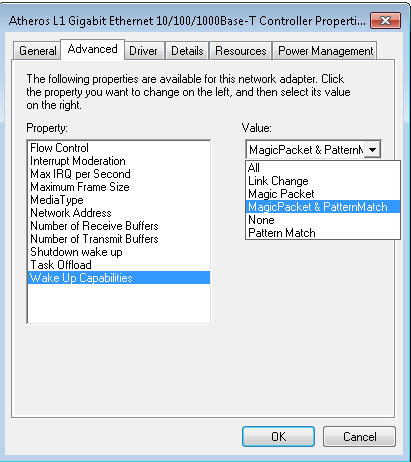 Atheros L1 Gigabit Ethernet 10/100/1000Base-T Controller Properti...
General Advanced Driver Details Resources Power Management
The following properties are available for this network adapter. Click
the property you want to change on the left, and then select its value
on the right.
Property:
Flow Control
Interrupt Moderation
Max IRQ per Second
Maximum Frame Size
MediaType
Network Address
Number of Receive Buffers
Number of Transmit Buffers
Shutdown wake up
Task Offload
Wake Up Capabilities
Value:
MagicPacket & Pattern
All
Link Change
Magic Packet
MagicPacket & PatternMatch
None
Pattern Match
OK Cancel